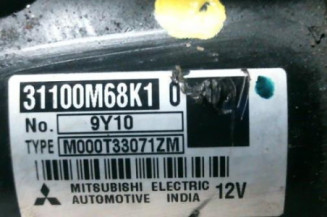 31100M68K1 0
No. 9Y10
TYPE M000T33071ZM
MITSUBISHI ELECTRIC
AUTOMOTIVE INDIA 12V